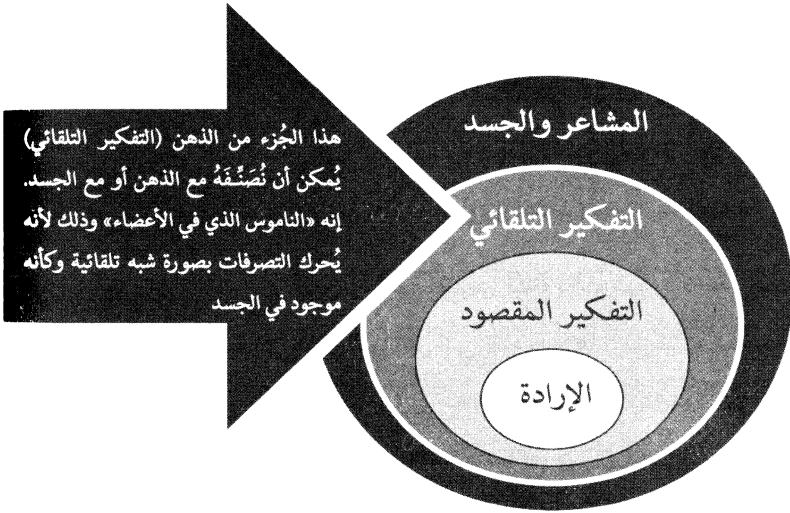 هذا الجُزء من الذهن (التفكير التلقائي)
يُمكن أن نُصَنِّفَهُ مع الذهن أو مع الجسد.
إنه «الناموس الذي في الأعضاء» وذلك لأنه
يُحرك التصرفات بصورة شبه تلقائية وكأنه
موجود في الجسد
المشاعر والجسد
التفكير التلقائي
التفكير المقصود
الإرادة